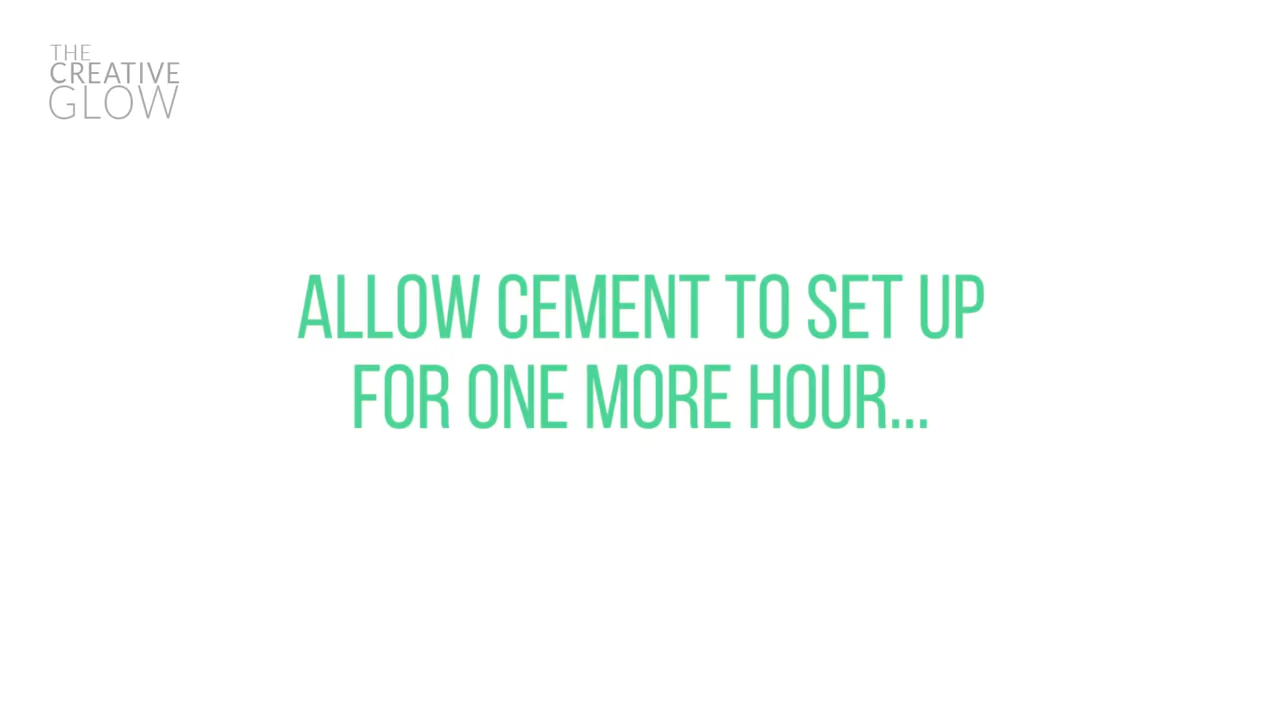 THE
CREATIVE
GLOW
ALLOW CEMENT TO SET UP
FOR ONE MORE HOUR...